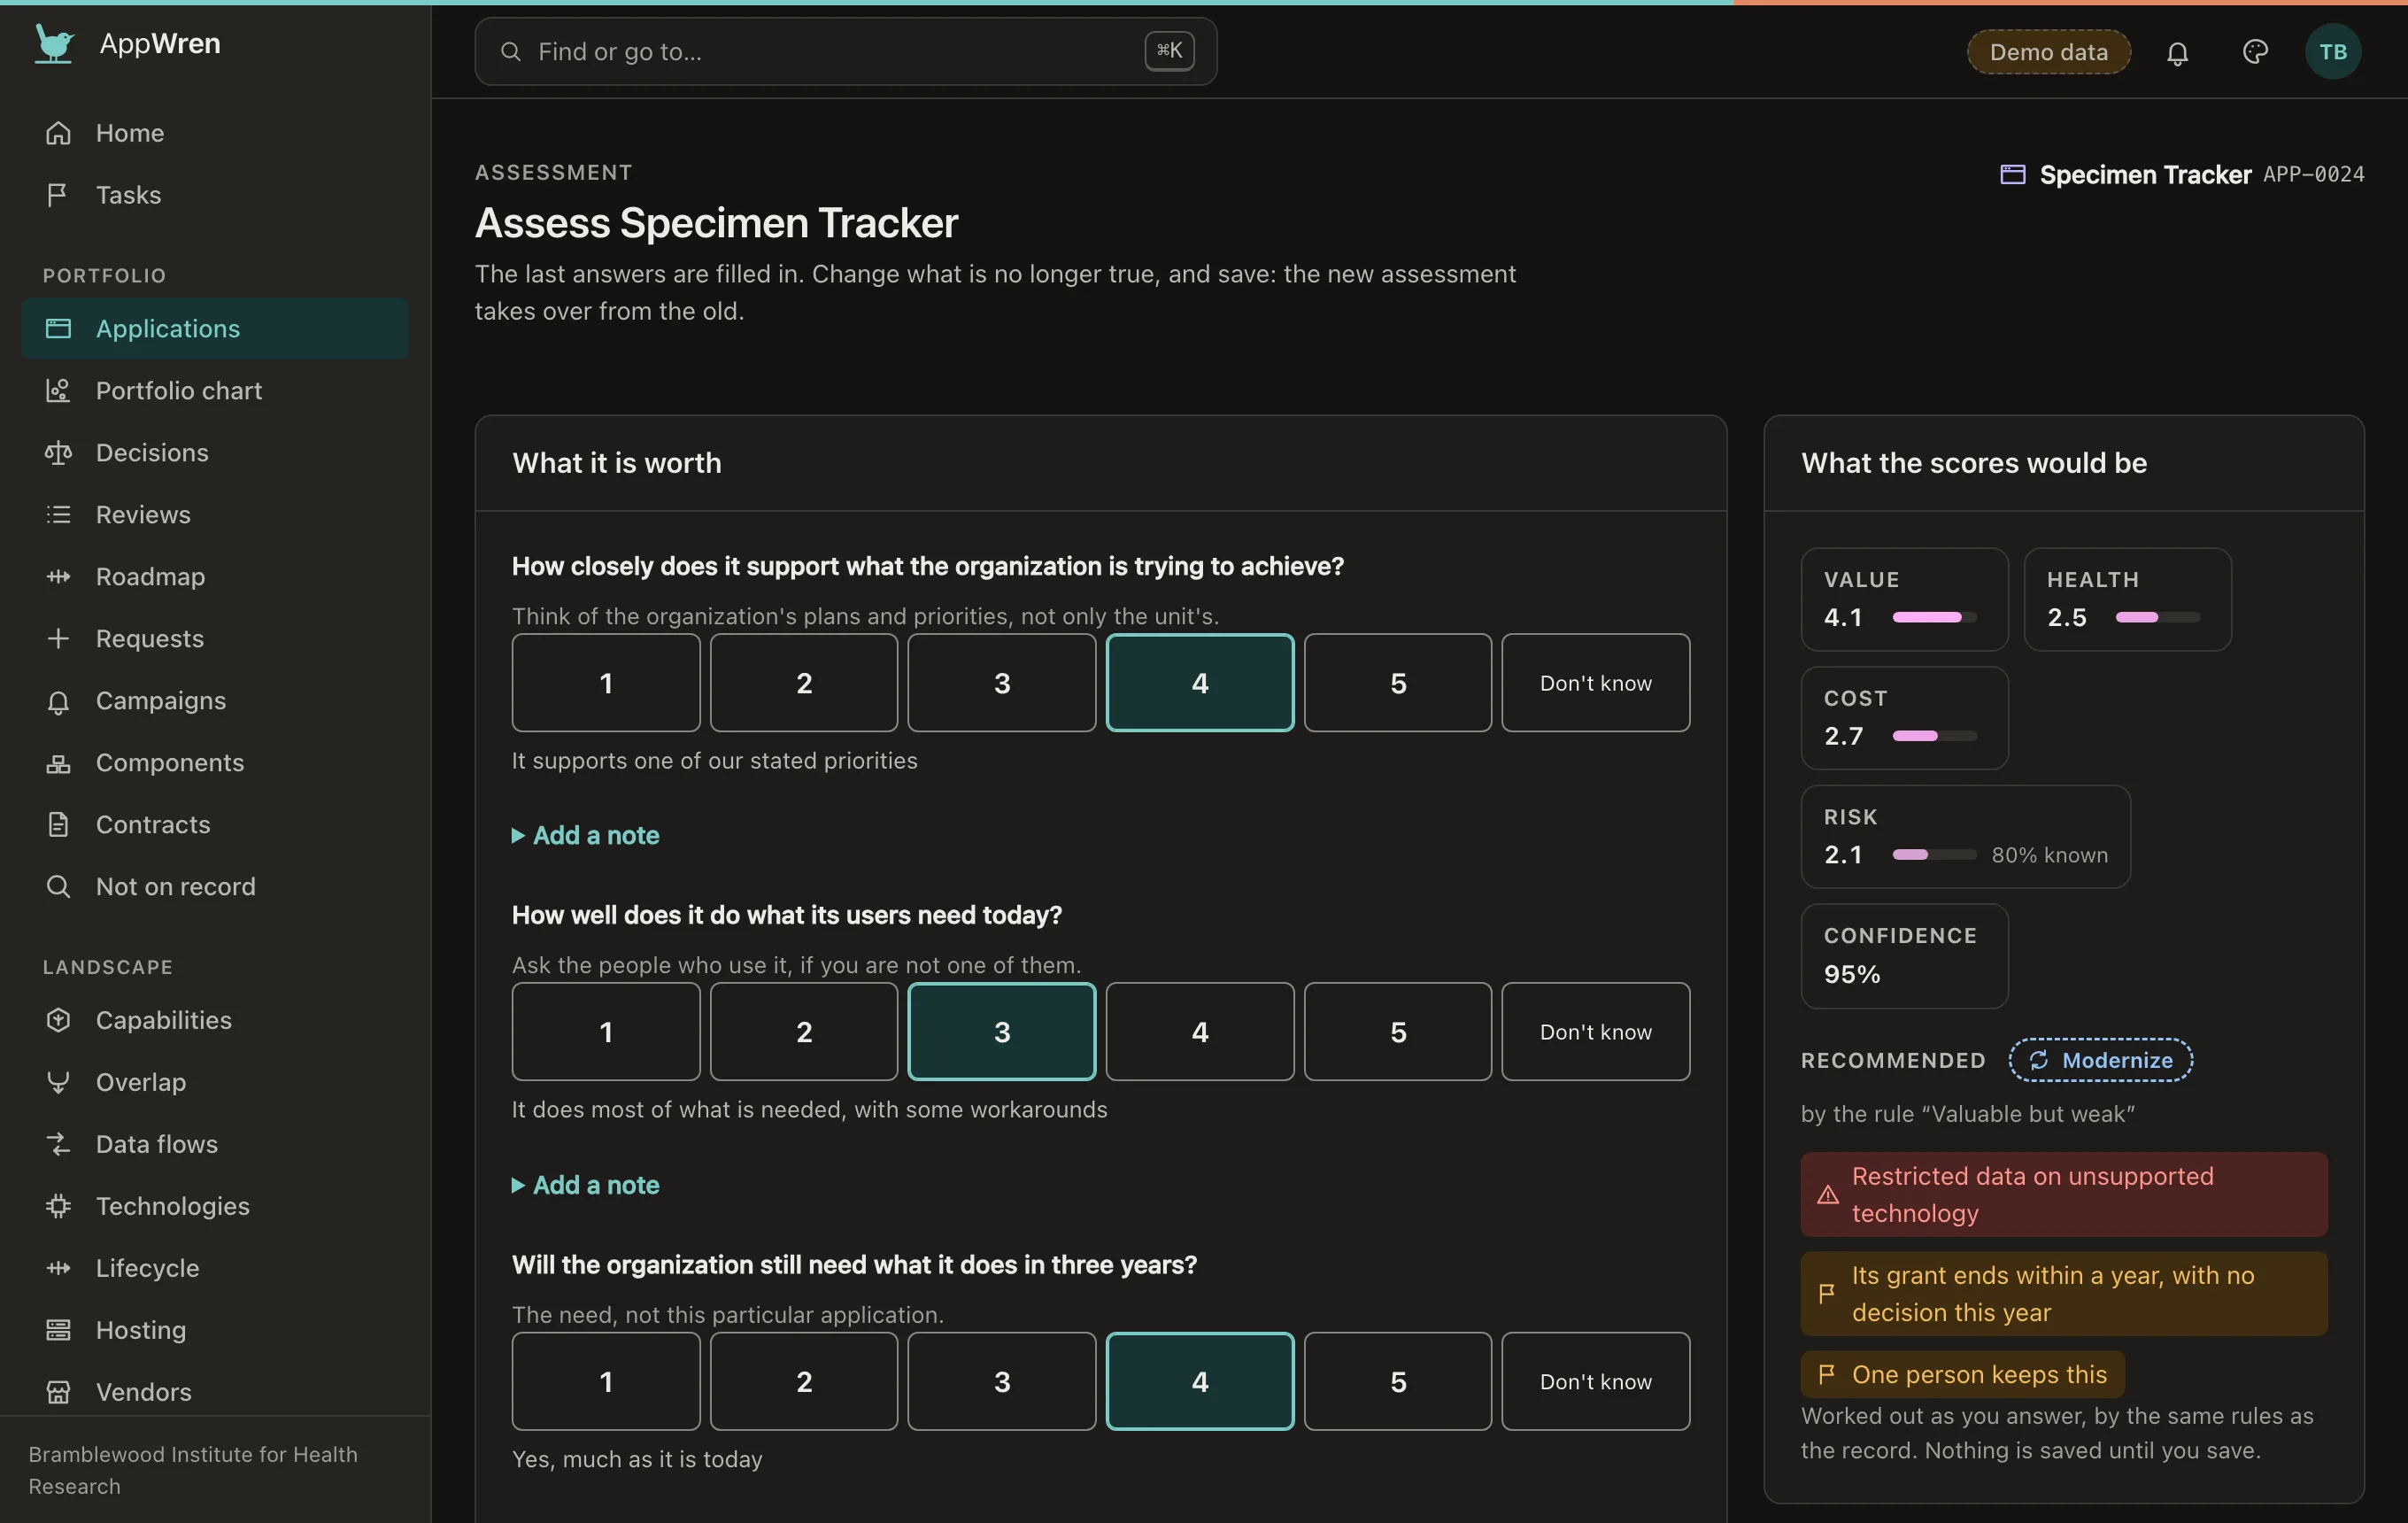 AppWren
Find or go to...
⌘K
Demo data
TB
Home
Tasks
PORTFOLIO
Applications
Portfolio chart
Decisions
Reviews
Roadmap
Requests
Campaigns
Components
Contracts
Not on record
LANDSCAPE
Capabilities
Overlap
Data flows
Technologies
Lifecycle
Hosting
Vendors
Bramblewood Institute for Health
Research
ASSESSMENT
Specimen Tracker APP-0024
Assess Specimen Tracker
The last answers are filled in. Change what is no longer true, and save: the new assessment
takes over from the old.
What it is worth
How closely does it support what the organization is trying to achieve?
Think of the organization's plans and priorities, not only the unit's.
1 2 3 4 5 Don't know
It supports one of our stated priorities
Add a note
How well does it do what its users need today?
Ask the people who use it, if you are not one of them.
1 2 3 4 5 Don't know
It does most of what is needed, with some workarounds
Add a note
Will the organization still need what it does in three years?
The need, not this particular application.
1 2 3 4 5 Don't know
Yes, much as it is today
What the scores would be
VALUE
4.1
HEALTH
2.5
COST
2.7
RISK
2.1 80% known
CONFIDENCE
95%
RECOMMENDED Modernize
by the rule “Valuable but weak”
Restricted data on unsupported
technology
Its grant ends within a year, with no
decision this year
One person keeps this
Worked out as you answer, by the same rules as
the record. Nothing is saved until you save.